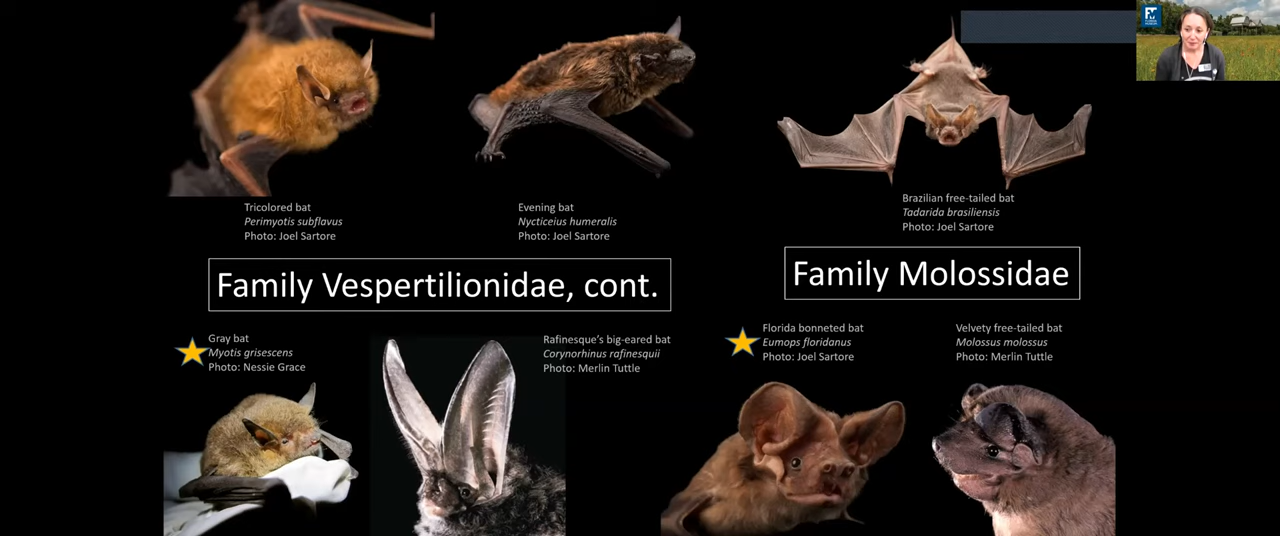 Tricolored bat
Perimyotis subflavus
Photo: Joel Sartore
Evening bat
Nycticeius humeralis
Photo: Joel Sartore
Brazilian free-tailed bat
Tadarida brasiliensis
Photo: Joel Sartore
Family Vespertilionidae, cont.
Family Molossidae
Gray bat
Myotis grisescens
Photo: Nessie Grace
Rafinesque's big-eared bat
Corynorhinus rafinesquii
Photo: Merlin Tuttle
Florida bonneted bat
Eumops floridanus
Photo: Joel Sartore
Velvety free-tailed bat
Molossus molossus
Photo: Merlin Tuttle